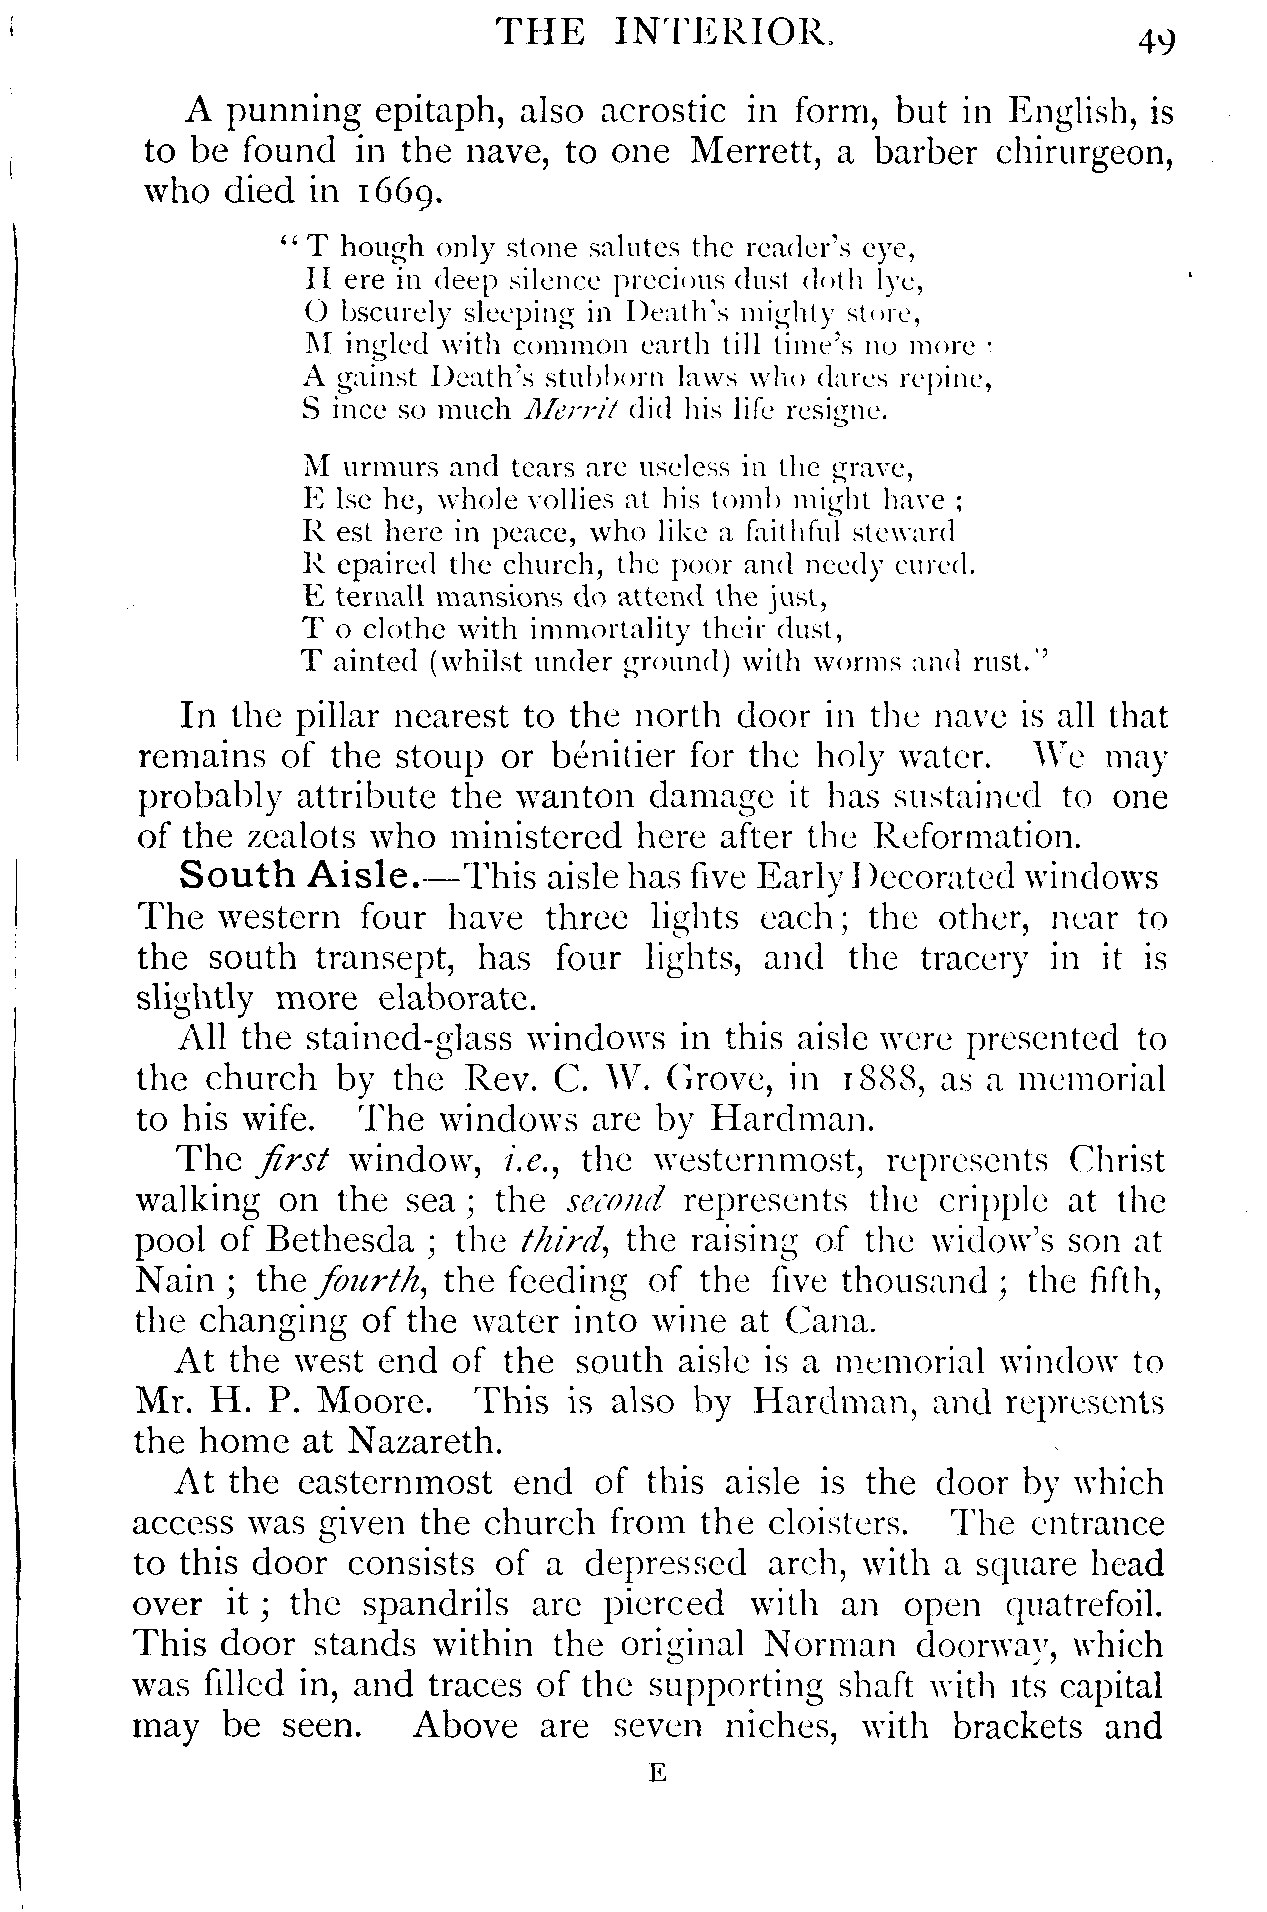 THE INTERIOR.
49
A punning epitaph, also acrostic in form, but in English, is
to be found in the nave, to one Merrett, a barber chirurgeon,
who died in 1669.
“ T hough only stone salutes the reader's eye,
H ere in deep silence precious dust doth lye,
O bscurely sleeping in Death's mighty store,
M ingled with common earth till time's no more :
A gainst Death's stubborn laws who dares repine,
S ince so much Merrit did his life resigne.
M urmurs and tears are useless in the grave,
E lse he, whole vollies at his tomb might have ;
R est here in peace, who like a faithful steward
R epaired the church, the poor and needy cured.
E ternall mansions do attend the just,
T o clothe with immortality their dust,
T ainted (whilst under ground) with worms and rust.”
In the pillar nearest to the north door in the nave is all that
remains of the stoup or bénitier for the holy water. We may
probably attribute the wanton damage it has sustained to one
of the zealots who ministered here after the Reformation.
South Aisle.—This aisle has five Early Decorated windows
The western four have three lights each; the other, near to
the south transept, has four lights, and the tracery in it is
slightly more elaborate.
All the stained-glass windows in this aisle were presented to
the church by the Rev. C. W. Grove, in 1888, as a memorial
to his wife. The windows are by Hardman.
The first window, i.e., the westernmost, represents Christ
walking on the sea ; the second represents the cripple at the
pool of Bethesda ; the third, the raising of the widow's son at
Nain ; the fourth, the feeding of the five thousand ; the fifth,
the changing of the water into wine at Cana.
At the west end of the south aisle is a memorial window to
Mr. H. P. Moore. This is also by Hardman, and represents
the home at Nazareth.
At the easternmost end of this aisle is the door by which
access was given the church from the cloisters. The entrance
to this door consists of a depressed arch, with a square head
over it ; the spandrils are pierced with an open quatrefoil.
This door stands within the original Norman doorway, which
was filled in, and traces of the supporting shaft with its capital
may be seen. Above are seven niches, with brackets and
E